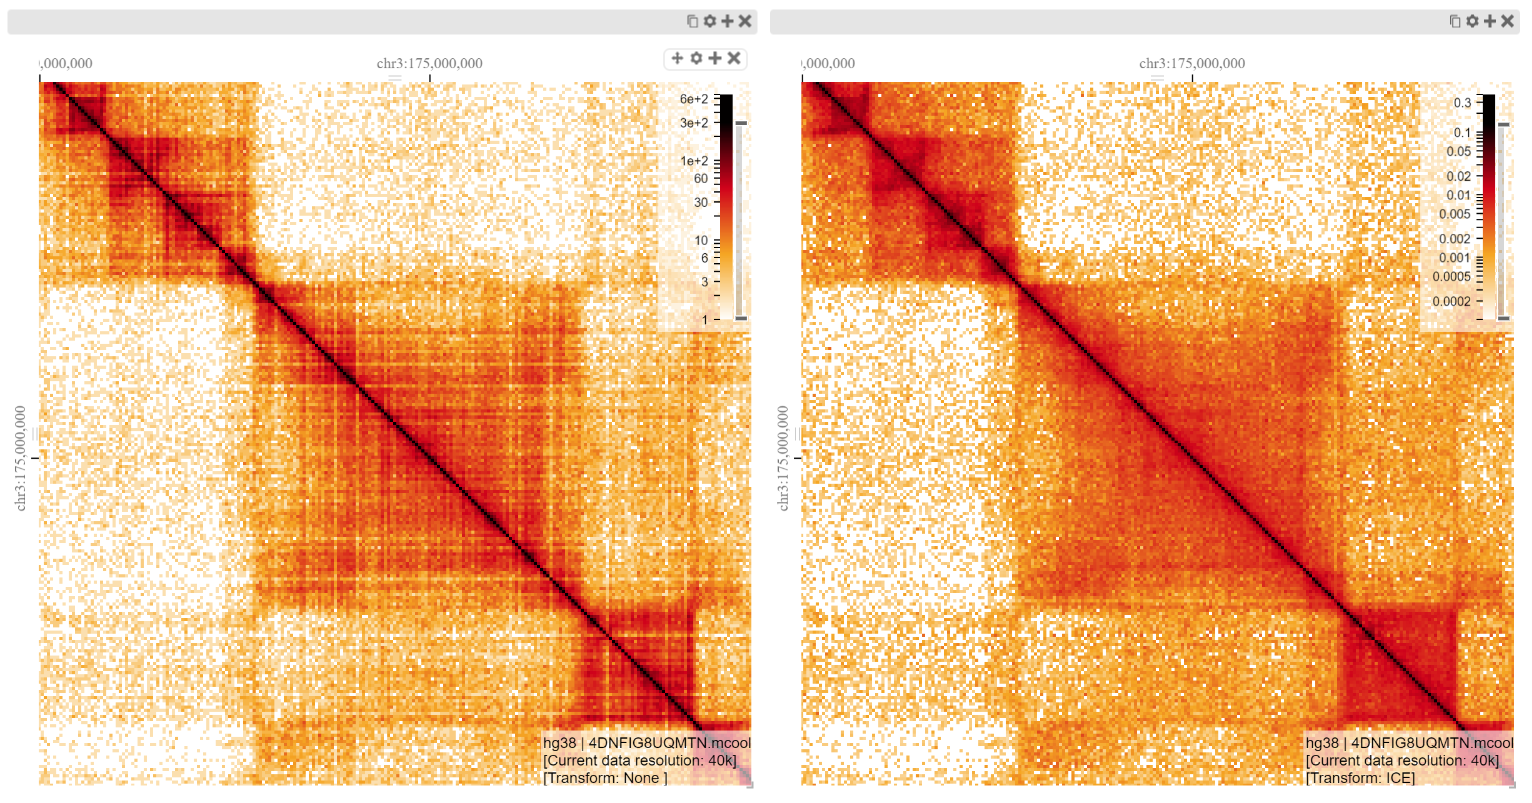 ,000,000
chr3:175,000,000
6e+2
3e+2
1e+2
60
30
10
6
3
1
chr3:175,000,000
hg38 | 4DNFIG8UQMTN.mcool
[Current data resolution: 40k]
[Transform: None ]
,000,000
chr3:175,000,000
0.3
0.1
0.05
0.02
0.01
0.005
0.002
0.001
0.0005
0.0002
chr3:175,000,000
hg38 | 4DNFIG8UQMTN.mcool
[Current data resolution: 40k]
[Transform: ICE]